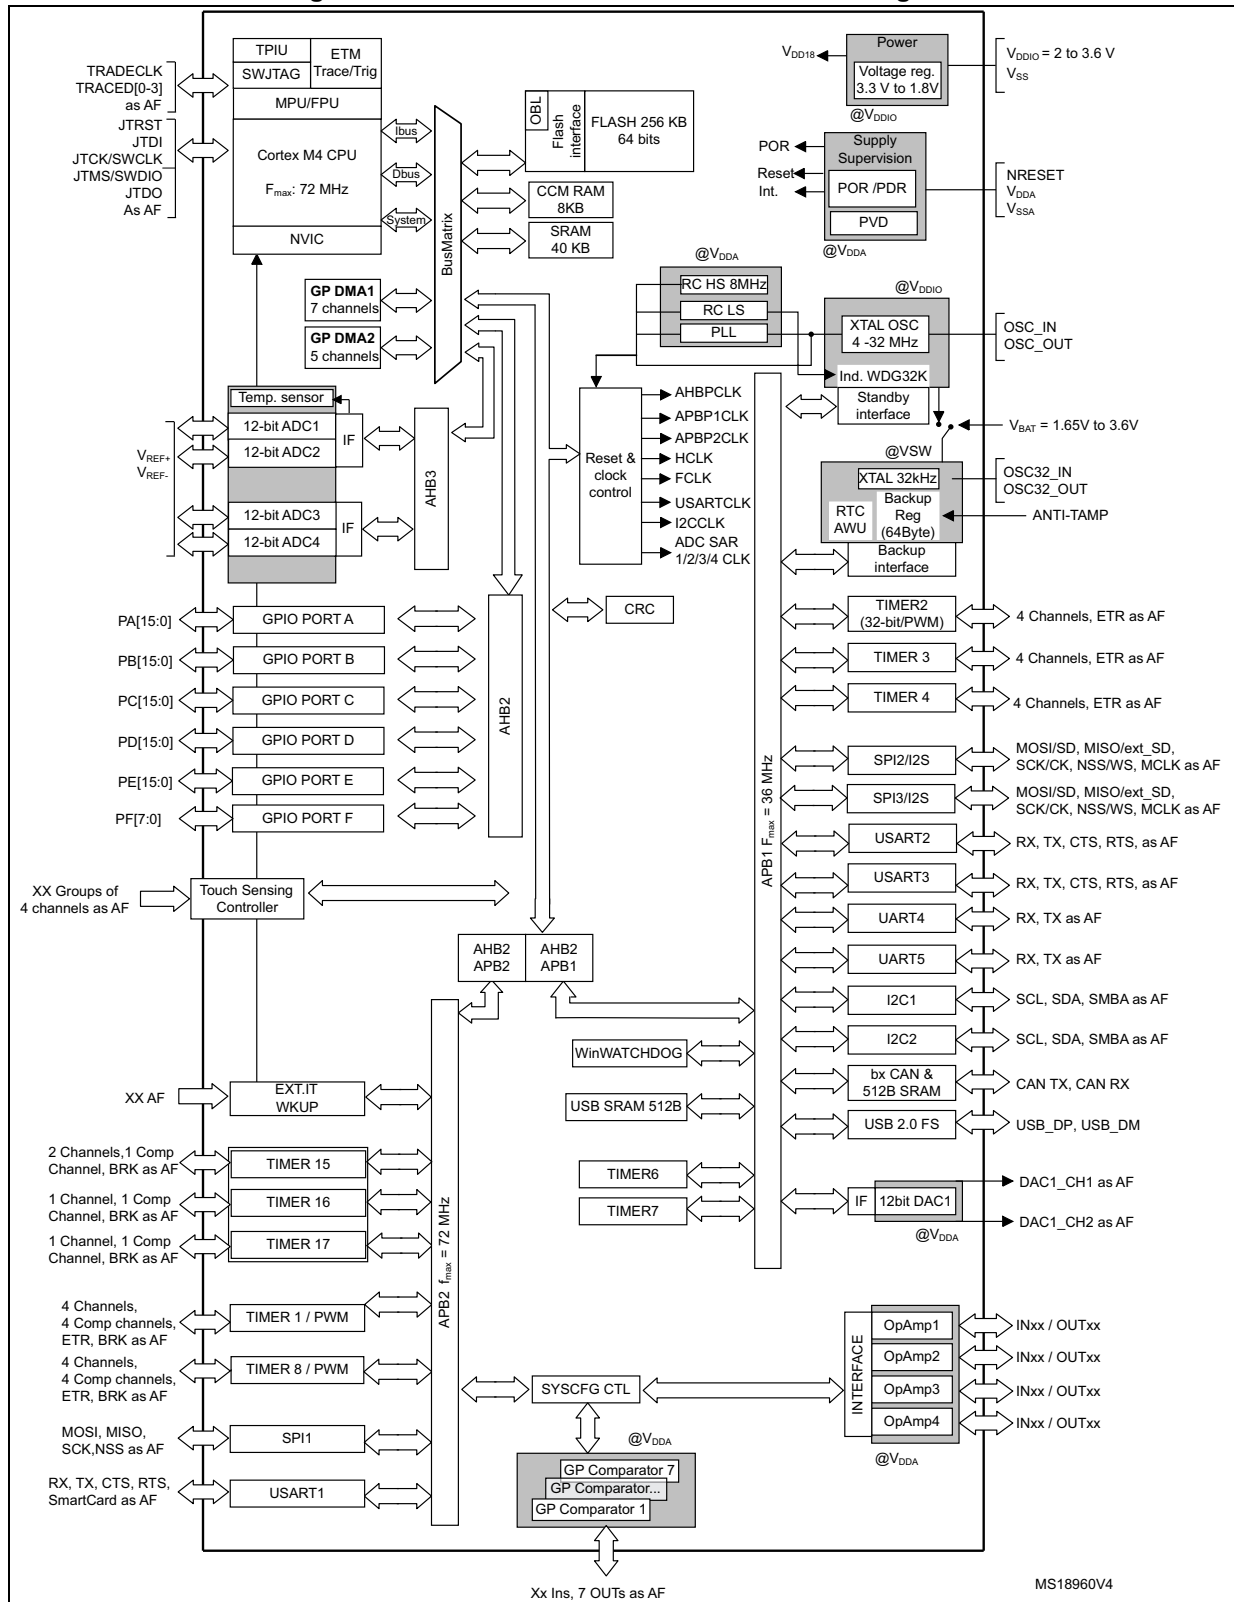 TPIU
ETM
Trace/Trig
SWJTAG
MPU/FPU
Cortex M4 CPU
Fmax: 72 MHz
NVIC
TRADECLK
TRACED[0-3]
as AF
JTRST
JTDI
JTCK/SWCLK
JTMS/SWDIO
JTDO
As AF
Ibus
Dbus
System
BusMatrix
OBL
Flash
interface
FLASH 256 KB
64 bits
CCM RAM
8KB
SRAM
40 KB
GP DMA1
7 channels
GP DMA2
5 channels
Power
Voltage reg.
3.3 V to 1.8V
VDD18
VDDIO = 2 to 3.6 V
VSS
@VDDIO
Supply
Supervision
POR /PDR
PVD
POR
Reset
Int.
NRESET
VDDA
VSSA
@VDDA
@VDDA
RC HS 8MHz
RC LS
PLL
@VDDIO
XTAL OSC
4 -32 MHz
OSC_IN
OSC_OUT
Ind. WDG32K
Standby
interface
VBAT = 1.65V to 3.6V
@VSW
XTAL 32kHz
OSC32_IN
OSC32_OUT
RTC
AWU
Backup
Reg
(64Byte)
ANTI-TAMP
Backup
interface
Reset &
clock
control
AHBPCLK
APBP1CLK
APBP2CLK
HCLK
FCLK
USARTCLK
I2CCLK
ADC SAR
1/2/3/4 CLK
Temp. sensor
12-bit ADC1
12-bit ADC2
IF
VREF+
VREF-
12-bit ADC3
12-bit ADC4
IF
AHB3
CRC
PA[15:0]
GPIO PORT A
PB[15:0]
GPIO PORT B
PC[15:0]
GPIO PORT C
PD[15:0]
GPIO PORT D
PE[15:0]
GPIO PORT E
PF[7:0]
GPIO PORT F
AHB2
XX Groups of
4 channels as AF
Touch Sensing
Controller
AHB2
APB2
AHB2
APB1
APB1 Fmax = 36 MHz
TIMER2
(32-bit/PWM)
4 Channels, ETR as AF
TIMER 3
4 Channels, ETR as AF
TIMER 4
4 Channels, ETR as AF
SPI2/I2S
MOSI/SD, MISO/ext_SD,
SCK/CK, NSS/WS, MCLK as AF
SPI3/I2S
MOSI/SD, MISO/ext_SD,
SCK/CK, NSS/WS, MCLK as AF
USART2
RX, TX, CTS, RTS, as AF
USART3
RX, TX, CTS, RTS, as AF
UART4
RX, TX as AF
UART5
RX, TX as AF
I2C1
SCL, SDA, SMBA as AF
I2C2
SCL, SDA, SMBA as AF
bx CAN &
512B SRAM
CAN TX, CAN RX
USB 2.0 FS
USB_DP, USB_DM
WinWATCHDOG
USB SRAM 512B
TIMER6
TIMER7
IF
12bit DAC1
DAC1_CH1 as AF
DAC1_CH2 as AF
@VDDA
XX AF
EXT.IT
WKUP
2 Channels,1 Comp
Channel, BRK as AF
TIMER 15
1 Channel, 1 Comp
Channel, BRK as AF
TIMER 16
1 Channel, 1 Comp
Channel, BRK as AF
TIMER 17
4 Channels,
4 Comp channels,
ETR, BRK as AF
TIMER 1 / PWM
4 Channels,
4 Comp channels,
ETR, BRK as AF
TIMER 8 / PWM
MOSI, MISO,
SCK,NSS as AF
SPI1
RX, TX, CTS, RTS,
SmartCard as AF
USART1
APB2 fmax = 72 MHz
SYSCFG CTL
@VDDA
GP Comparator 7
GP Comparator...
GP Comparator 1
Xx Ins, 7 OUTs as AF
INTERFACE
OpAmp1
INxx / OUTxx
OpAmp2
INxx / OUTxx
OpAmp3
INxx / OUTxx
OpAmp4
INxx / OUTxx
@VDDA
MS18960V4